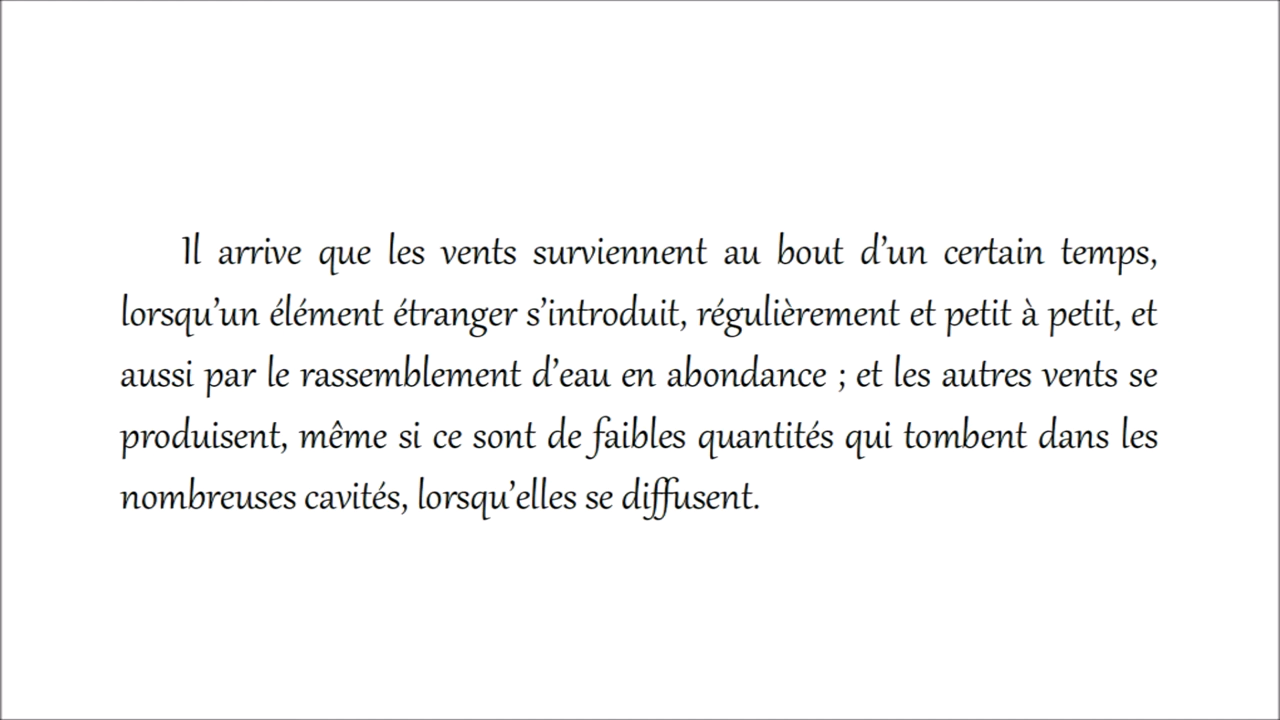 Il arrive que les vents surviennent au bout d’un certain temps,
lorsqu’un élément étranger s’introduit, régulièrement et petit à petit, et
aussi par le rassemblement d’eau en abondance ; et les autres vents se
produisent, même si ce sont de faibles quantités qui tombent dans les
nombreuses cavités, lorsqu’elles se diffusent.